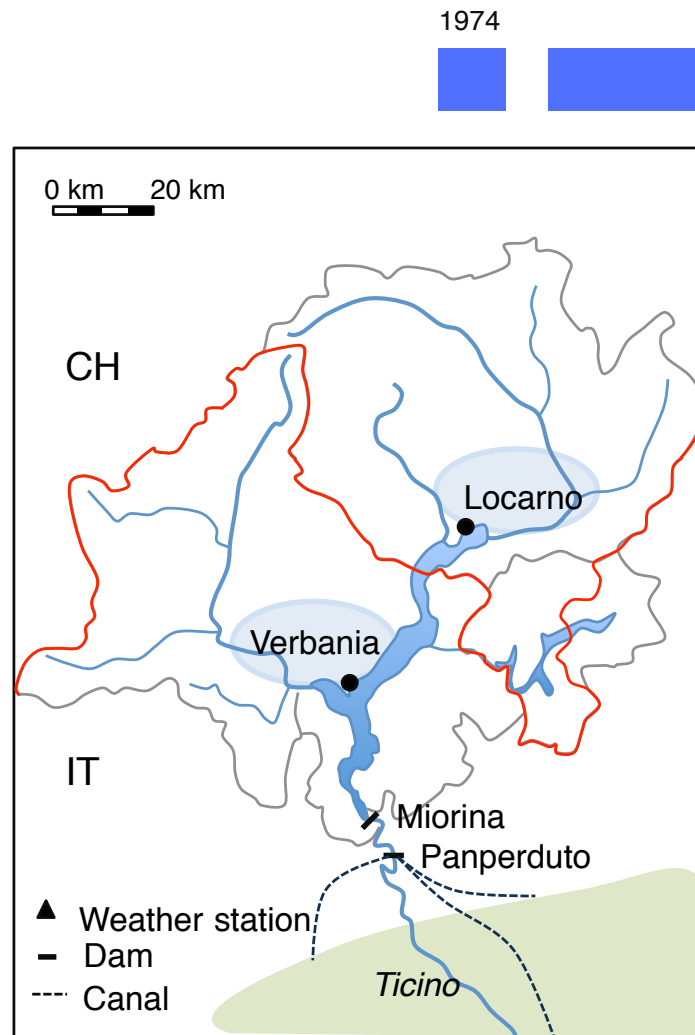 1974
0 km 20 km
CH
Locarno
Verbania
IT
Miorina
Panperduto
Weather station
Dam
Canal
Ticino